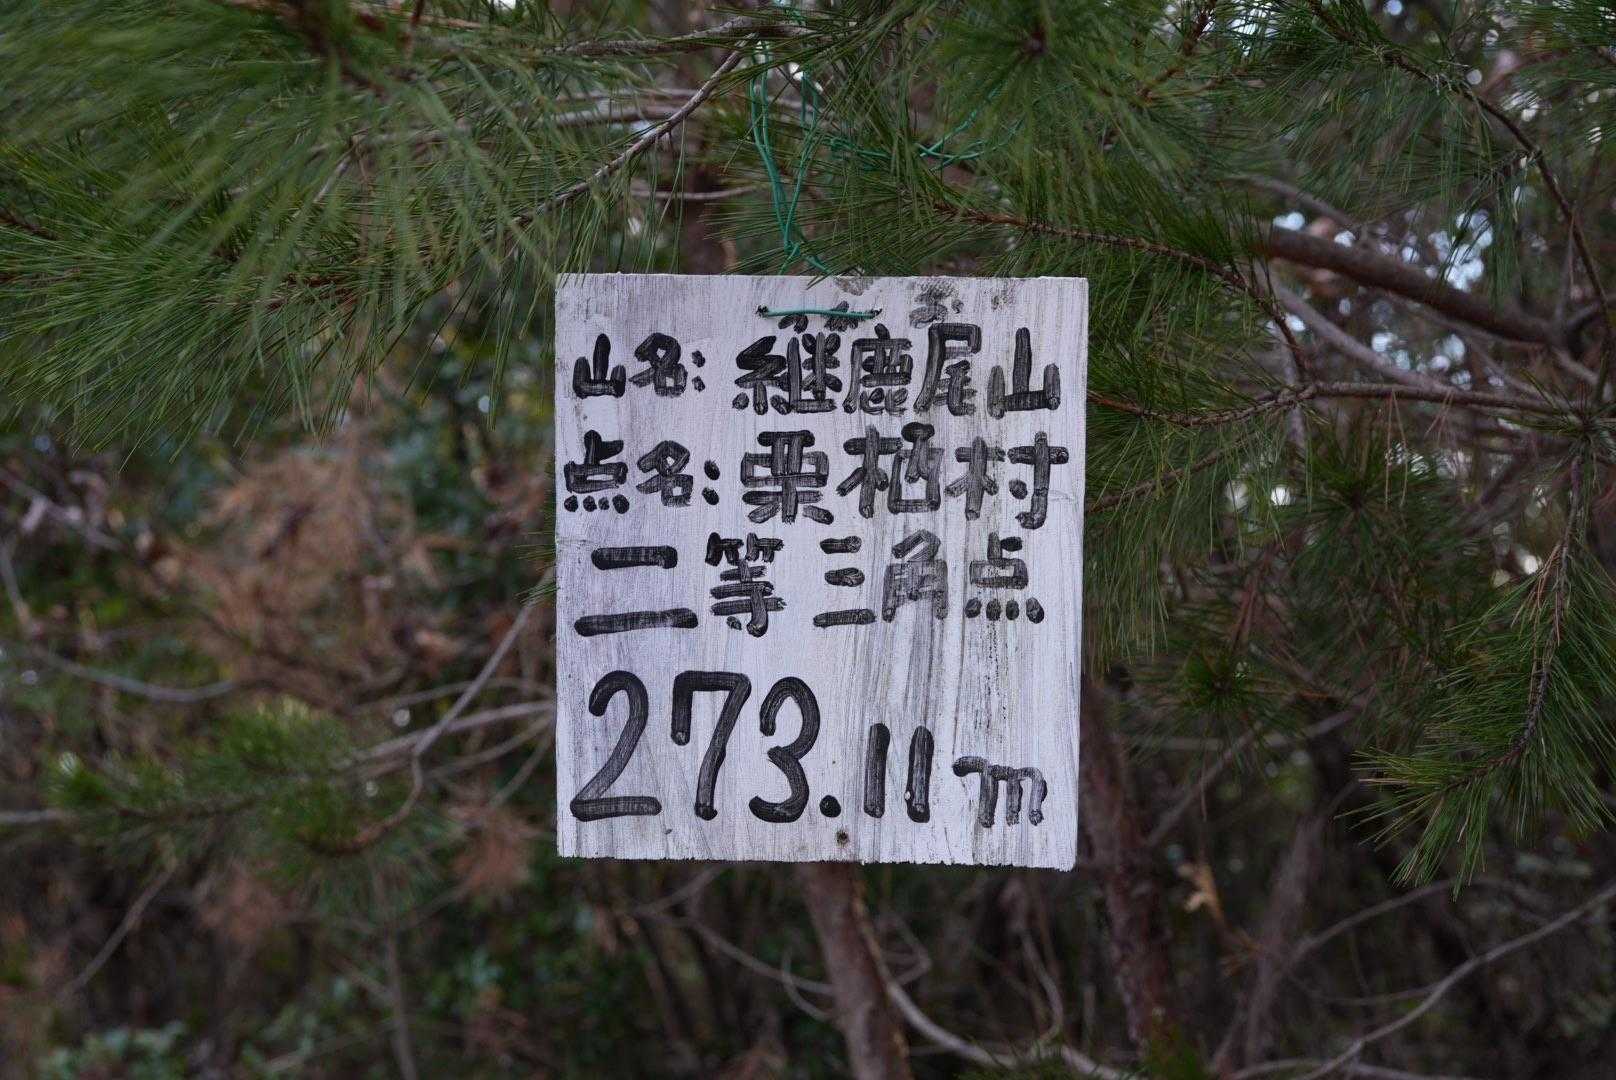 山名:継鹿尾山
点名:栗栖村
二等三角点
273.11m